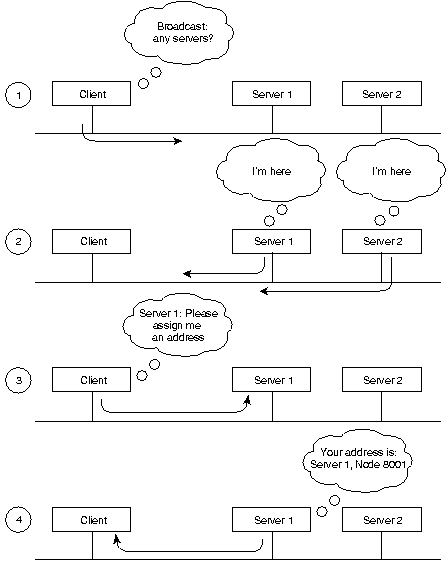 Broadcast:
any servers?
1
Client
Server 1
Server 2
I'm here
I'm here
2
Client
Server 1
Server 2
Server 1: Please
assign me
an address
3
Client
Server 1
Server 2
Your address is:
Server 1, Node 8001
4
Client
Server 1
Server 2